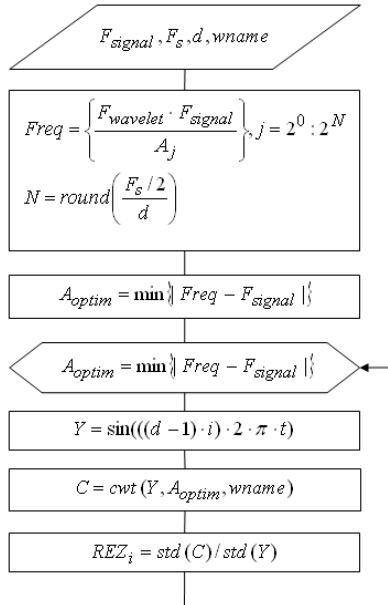 F_signal, F_s, d, wname
Freq = { (F_wavelet · F_signal) / A_j }, j = 2^0 : 2^N
N = round( (F_s / 2) / d )
A_optim = min{| Freq − F_signal |}
A_optim = min{| Freq − F_signal |}
Y = sin(((d − 1) · i) · 2 · π · t)
C = cwt(Y, A_optim, wname)
REZ_i = std(C) / std(Y)